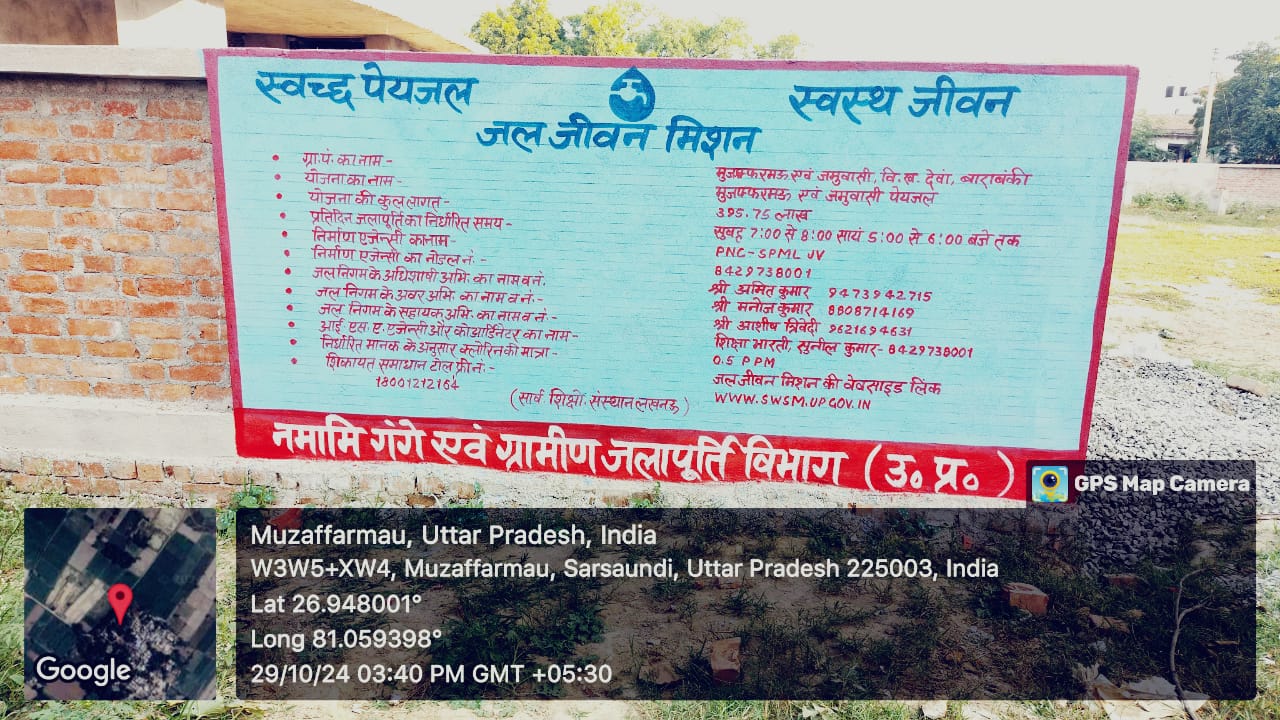 स्वच्छ पेयजल स्वस्थ जीवन
जल जीवन मिशन
• ग्रा.पं. का नाम - मुजफ्फरमऊ एवं जमुवासी, वि.ख. देवां, बाराबंकी
• योजना का नाम - मुजफ्फरमऊ एवं जमुवासी पेयजल
• योजना की कुल लागत - 395.75 लाख
• प्रतिदिन जलापूर्ति का निर्धारित समय - सुबह 7:00 से 8:00 सायं 5:00 से 6:00 बजे तक
• निर्माण एजेन्सी का नाम - PNC-SPML JV
• निर्माण एजेन्सी का नोडल नं. - 8429738001
• जल निगम के अधिशाषी अभि. का नाम व नं. श्री अमित कुमार 9473942715
• जल निगम के अवर अभि. का नाम व नं. - श्री मनोज कुमार 8808714169
• जल निगम के सहायक अभि. का नाम व नं. - श्री आशीष त्रिवेदी 9621694631
• आई. एस. ए. एजेन्सी और कोआर्डिनेटर का नाम - शिक्षा भारती, सुनील कुमार - 8429738001
• निर्धारित मानक के अनुसार क्लोरिन की मात्रा - 0.5 PPM
• शिकायत समाधान टोल फ्री नं. - जल जीवन मिशन की वेवसाइड लिंक
18001212164 WWW.SWSM.UP.GOV.IN
(सार्व शिक्षो संस्थान लखनऊ)
नमामि गंगे एवं ग्रामीण जलापूर्ति विभाग (उ० प्र०)
GPS Map Camera
Muzaffarmau, Uttar Pradesh, India
W3W5+XW4, Muzaffarmau, Sarsaundi, Uttar Pradesh 225003, India
Lat 26.948001°
Long 81.059398°
29/10/24 03:40 PM GMT +05:30
Google